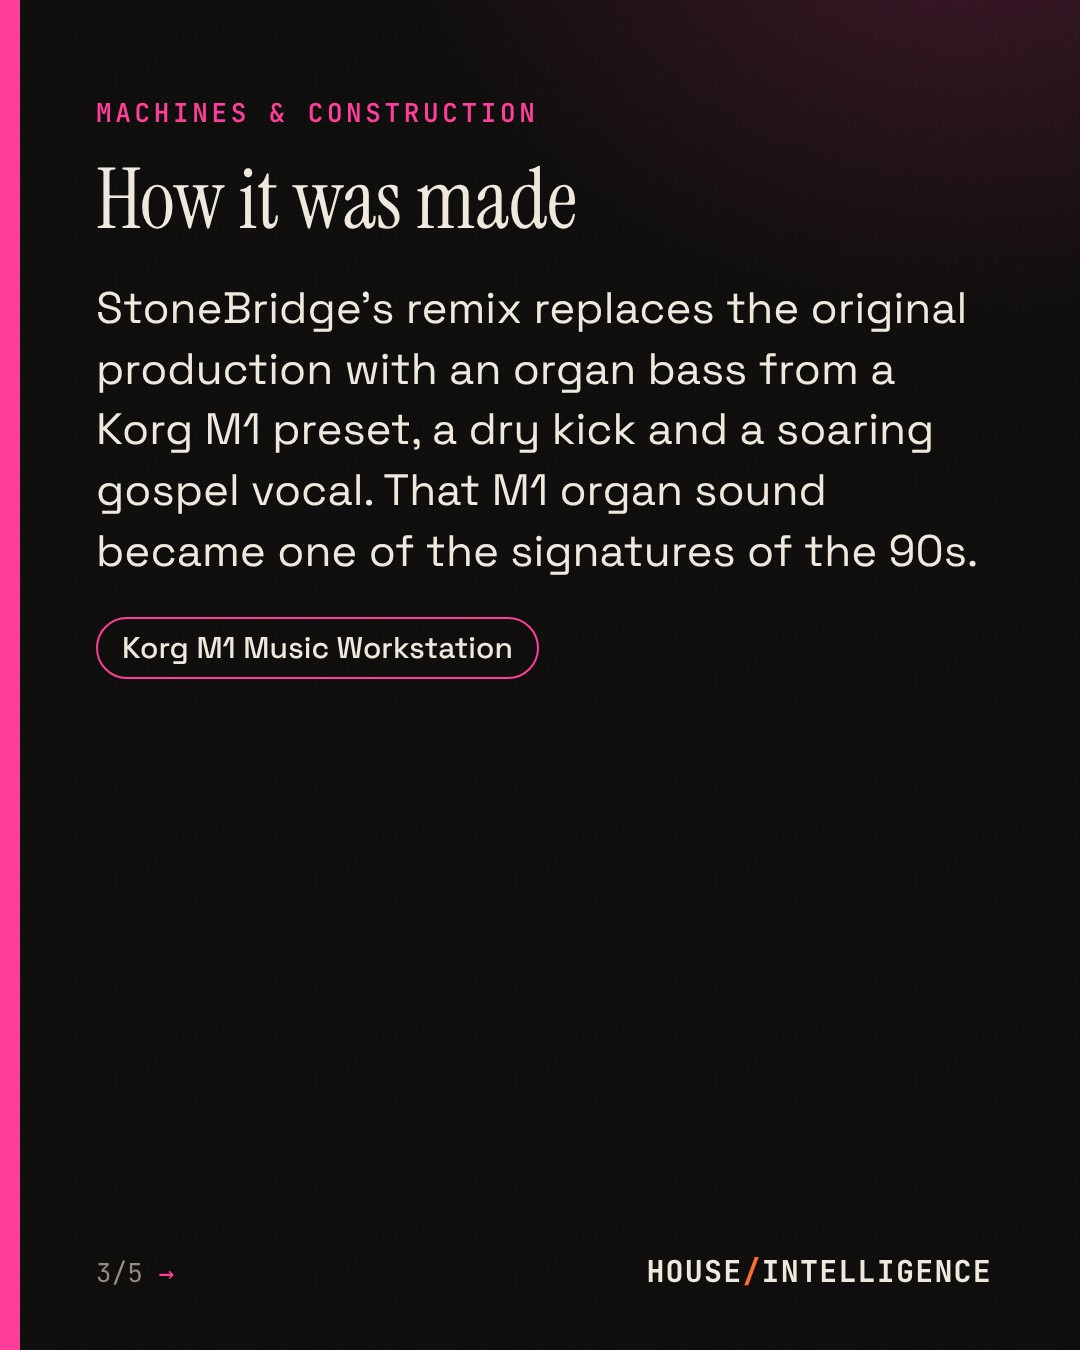 MACHINES & CONSTRUCTION
How it was made
StoneBridge’s remix replaces the original
production with an organ bass from a
Korg M1 preset, a dry kick and a soaring
gospel vocal. That M1 organ sound
became one of the signatures of the 90s.
Korg M1 Music Workstation
3/5 →
HOUSE/INTELLIGENCE